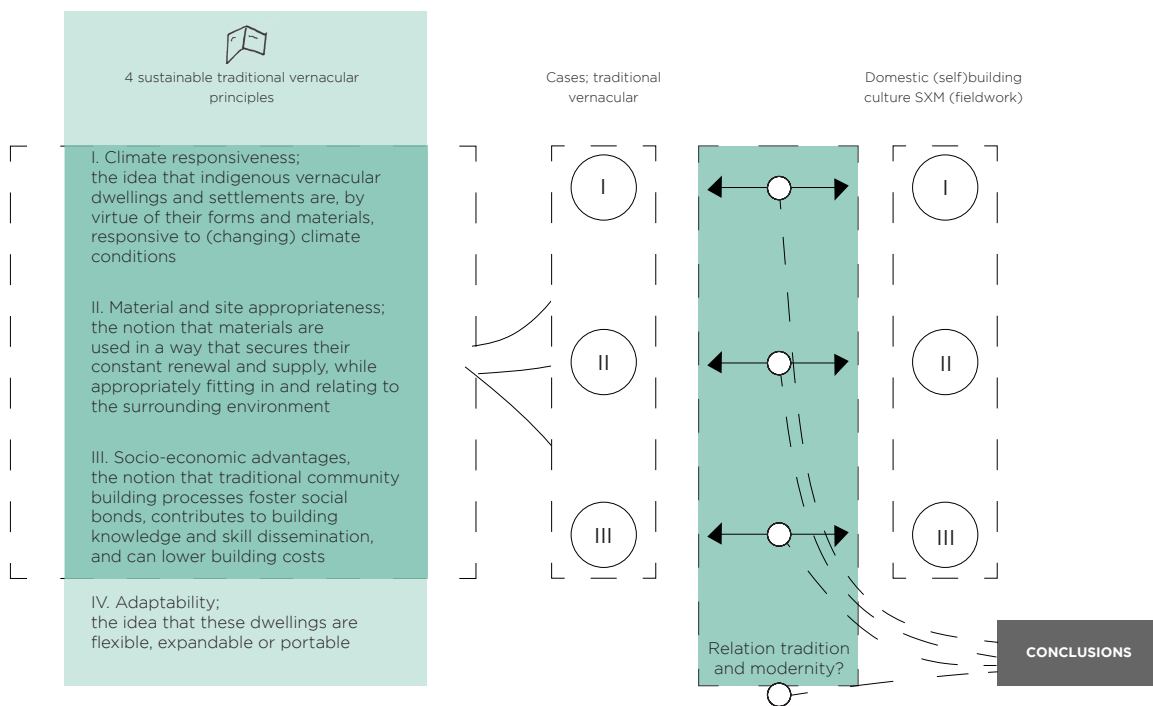 4 sustainable traditional vernacular
principles
I. Climate responsiveness;
the idea that indigenous vernacular
dwellings and settlements are, by
virtue of their forms and materials,
responsive to (changing) climate
conditions
II. Material and site appropriateness;
the notion that materials are
used in a way that secures their
constant renewal and supply, while
appropriately fitting in and relating to
the surrounding environment
III. Socio-economic advantages,
the notion that traditional community
building processes foster social
bonds, contributes to building
knowledge and skill dissemination,
and can lower building costs
IV. Adaptability;
the idea that these dwellings are
flexible, expandable or portable
Cases; traditional
vernacular
I
II
III
Relation tradition
and modernity?
Domestic (self)building
culture SXM (fieldwork)
I
II
III
CONCLUSIONS